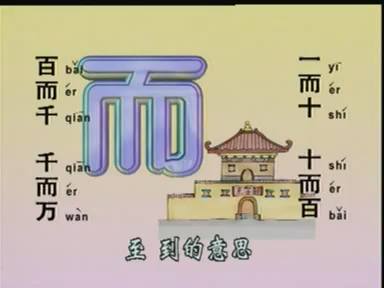 一而十
yī ér shí
十而百
shí ér bǎi
百而千
bǎi ér qiān
千而万
qiān ér wàn
而
至 到的意思